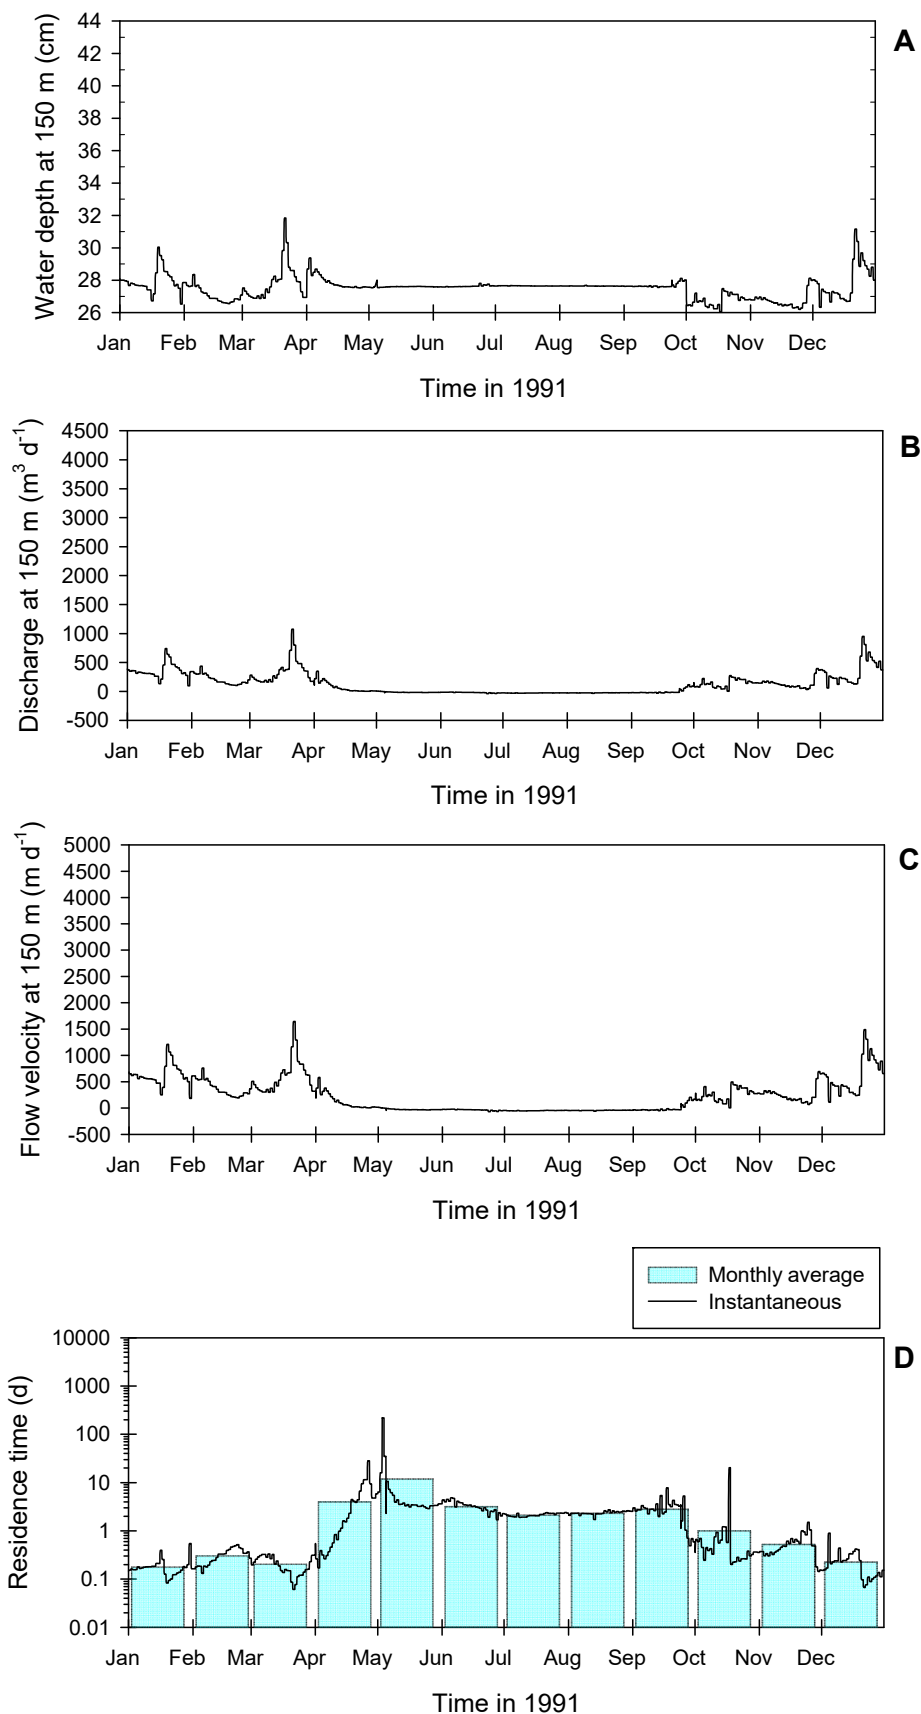 A
Water depth at 150 m (cm)
44
42
40
38
36
34
32
30
28
26
Jan Feb Mar Apr May Jun Jul Aug Sep Oct Nov Dec
Time in 1991
B
Discharge at 150 m (m³ d⁻¹)
4500
4000
3500
3000
2500
2000
1500
1000
500
0
-500
Jan Feb Mar Apr May Jun Jul Aug Sep Oct Nov Dec
Time in 1991
C
Flow velocity at 150 m (m d⁻¹)
5000
4500
4000
3500
3000
2500
2000
1500
1000
500
0
-500
Jan Feb Mar Apr May Jun Jul Aug Sep Oct Nov Dec
Time in 1991
Monthly average
Instantaneous
D
Residence time (d)
10000
1000
100
10
1
0.1
0.01
Jan Feb Mar Apr May Jun Jul Aug Sep Oct Nov Dec
Time in 1991